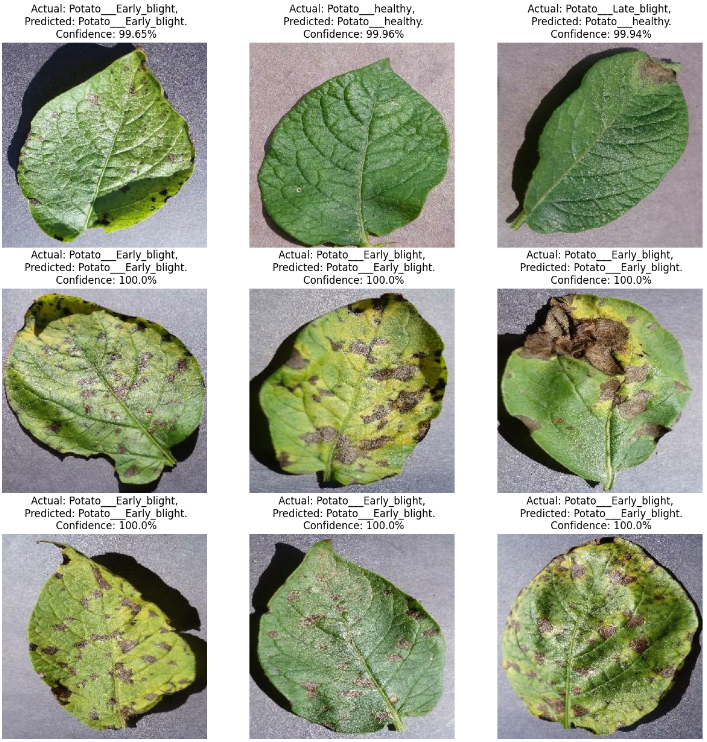 Actual: Potato___Early_blight,
Predicted: Potato___Early_blight.
Confidence: 99.65%
Actual: Potato___healthy,
Predicted: Potato___healthy.
Confidence: 99.96%
Actual: Potato___Late_blight,
Predicted: Potato___healthy.
Confidence: 99.94%
Actual: Potato___Early_blight,
Predicted: Potato___Early_blight.
Confidence: 100.0%
Actual: Potato___Early_blight,
Predicted: Potato___Early_blight.
Confidence: 100.0%
Actual: Potato___Early_blight,
Predicted: Potato___Early_blight.
Confidence: 100.0%
Actual: Potato___Early_blight,
Predicted: Potato___Early_blight.
Confidence: 100.0%
Actual: Potato___Early_blight,
Predicted: Potato___Early_blight.
Confidence: 100.0%
Actual: Potato___Early_blight,
Predicted: Potato___Early_blight.
Confidence: 100.0%